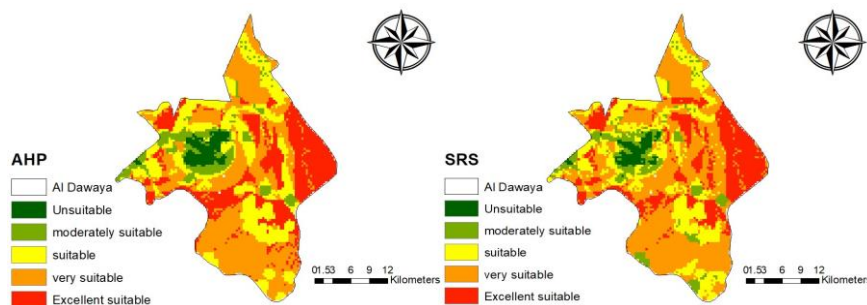 AHP
Al Dawaya
Unsuitable
moderately suitable
suitable
very suitable
Excellent suitable
01.53 6 9 12
Kilometers
SRS
Al Dawaya
Unsuitable
moderately suitable
suitable
very suitable
Excellent suitable
01.53 6 9 12
Kilometers